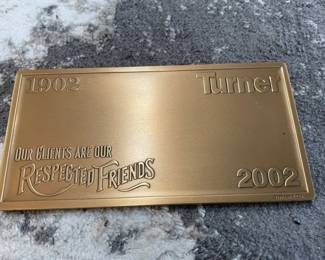 1902 Turner
OUR CLIENTS ARE OUR
RESPECTED FRIENDS
2002